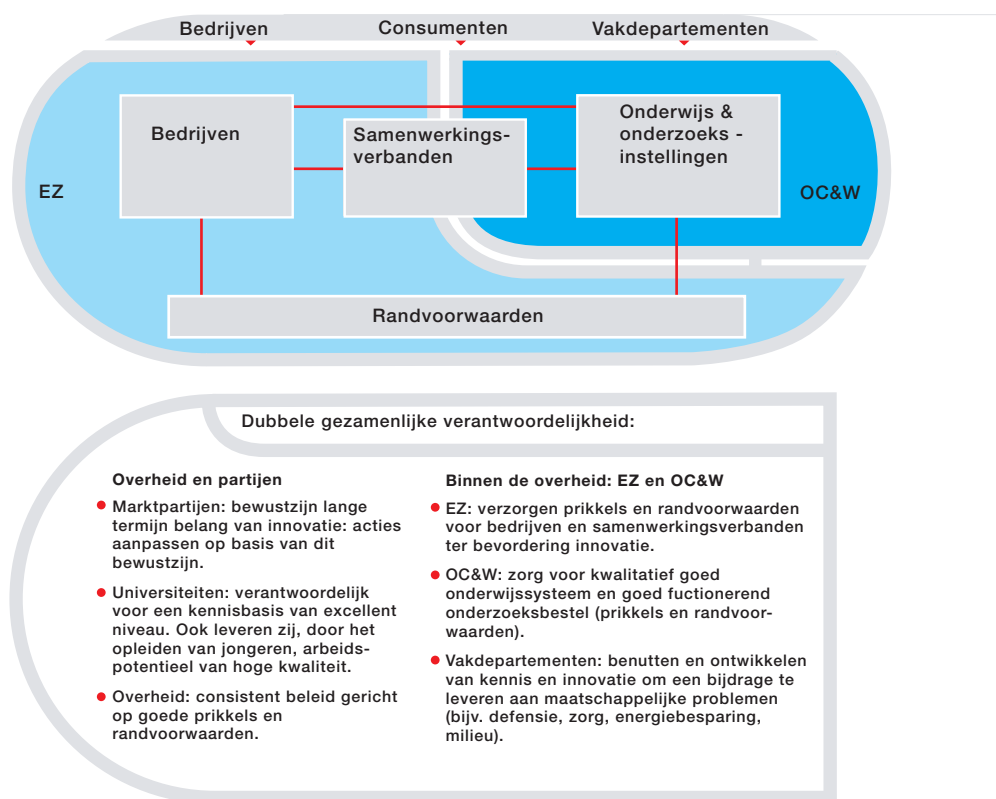 Bedrijven Consumenten Vakdepartementen
Bedrijven
Samenwerkings-
verbanden
Onderwijs &
onderzoeks -
instellingen
EZ
OC&W
Randvoorwaarden
Dubbele gezamenlijke verantwoordelijkheid:
Overheid en partijen
Marktpartijen: bewustzijn lange
termijn belang van innovatie: acties
aanpassen op basis van dit
bewustzijn.
Universiteiten: verantwoordelijk
voor een kennisbasis van excellent
niveau. Ook leveren zij, door het
opleiden van jongeren, arbeids-
potentieel van hoge kwaliteit.
Overheid: consistent beleid gericht
op goede prikkels en
randvoorwaarden.
Binnen de overheid: EZ en OC&W
EZ: verzorgen prikkels en randvoorwaarden
voor bedrijven en samenwerkingsverbanden
ter bevordering innovatie.
OC&W: zorg voor kwalitatief goed
onderwijssysteem en goed fuctionerend
onderzoeksbestel (prikkels en randvoor-
waarden).
Vakdepartementen: benutten en ontwikkelen
van kennis en innovatie om een bijdrage te
leveren aan maatschappelijke problemen
(bijv. defensie, zorg, energiebesparing,
milieu).